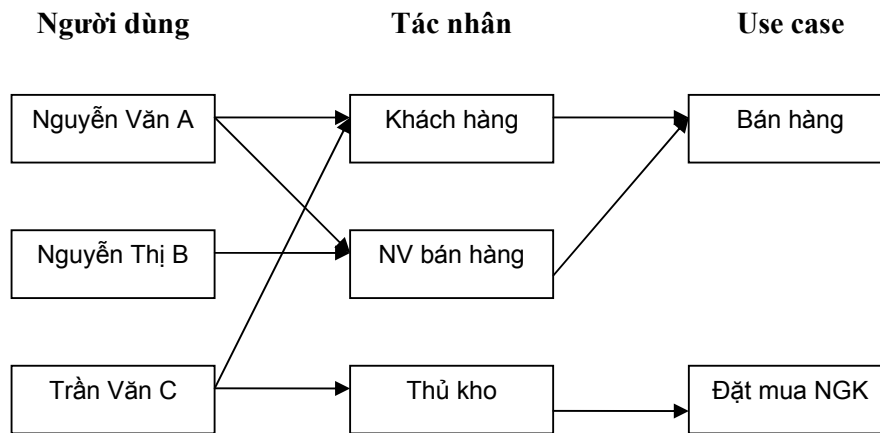 Người dùng Tác nhân Use case
Nguyễn Văn A Khách hàng Bán hàng
Nguyễn Thị B NV bán hàng
Trần Văn C Thủ kho Đặt mua NGK